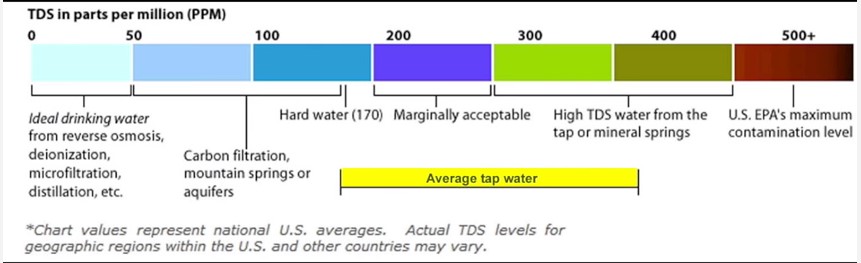 TDS in parts per million (PPM)
0 50 100 200 300 400 500+
Ideal drinking water
from reverse osmosis,
deionization,
microfiltration,
distillation, etc.
Carbon filtration,
mountain springs or
aquifers
Hard water (170)
Marginally acceptable
High TDS water from the
tap or mineral springs
U.S. EPA's maximum
contamination level
Average tap water
*Chart values represent national U.S. averages. Actual TDS levels for
geographic regions within the U.S. and other countries may vary.